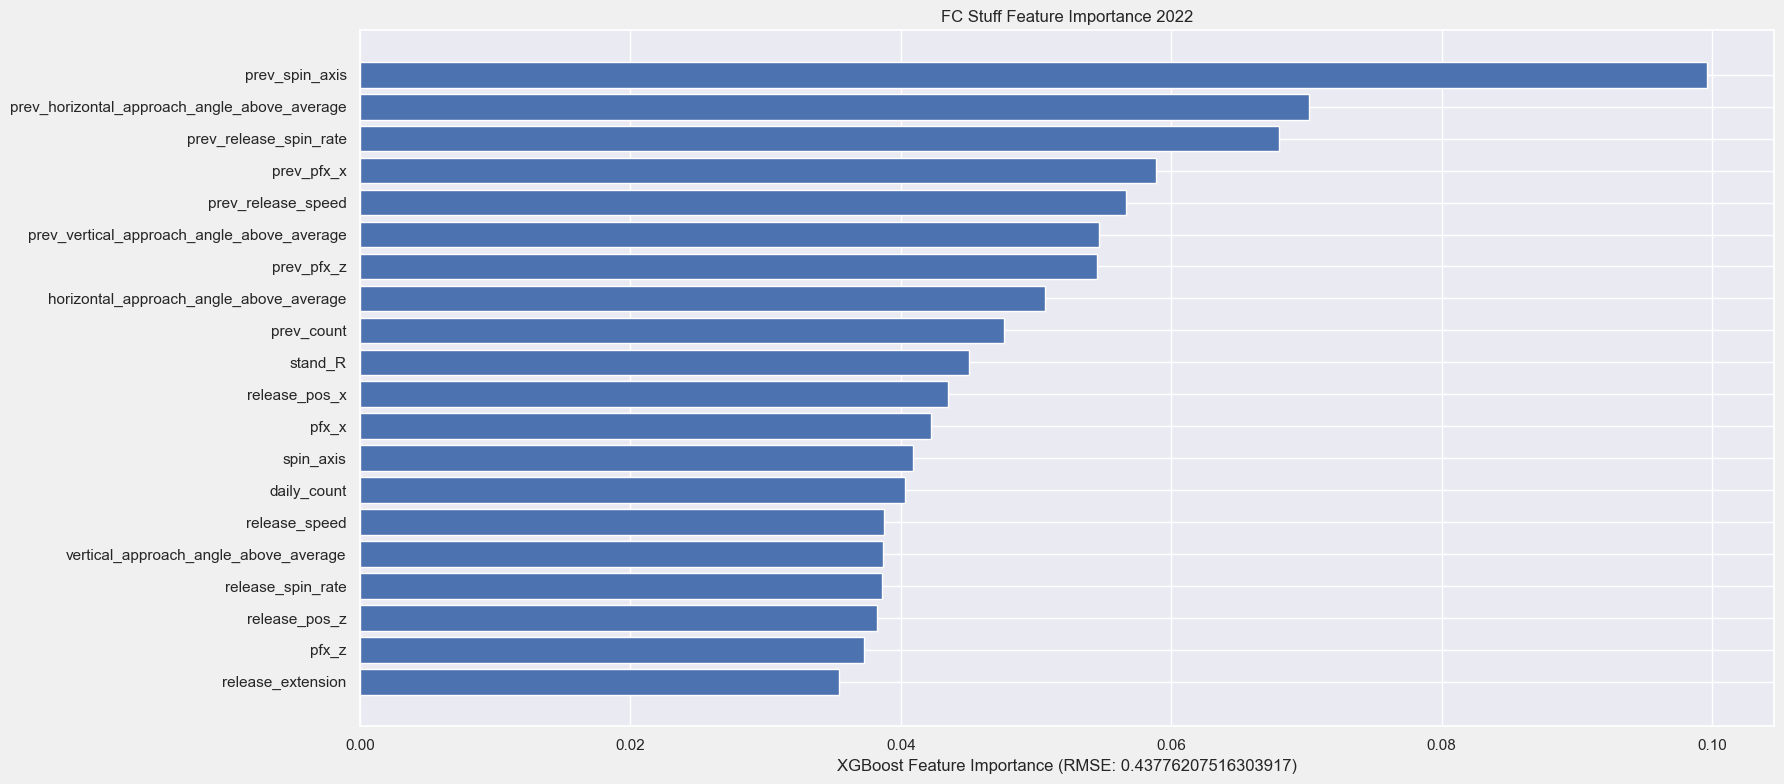 FC Stuff Feature Importance 2022
prev_spin_axis
prev_horizontal_approach_angle_above_average
prev_release_spin_rate
prev_pfx_x
prev_release_speed
prev_vertical_approach_angle_above_average
prev_pfx_z
horizontal_approach_angle_above_average
prev_count
stand_R
release_pos_x
pfx_x
spin_axis
daily_count
release_speed
vertical_approach_angle_above_average
release_spin_rate
release_pos_z
pfx_z
release_extension
0.00 0.02 0.04 0.06 0.08 0.10
XGBoost Feature Importance (RMSE: 0.43776207516303917)